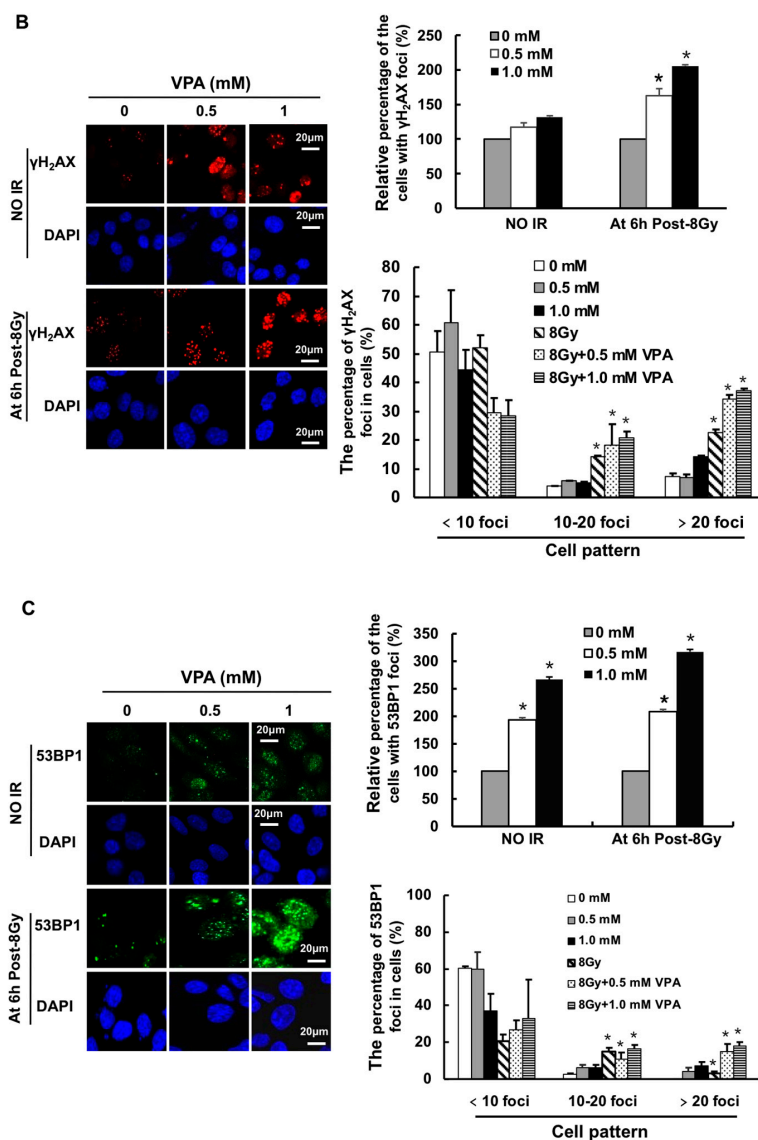 B
VPA (mM)
0 0.5 1
NO IR
γH2AX
20μm 20μm
DAPI
20μm
At 6h Post-8Gy
γH2AX
20μm
DAPI
20μm
Relative percentage of the
cells with γH2AX foci (%)
250
200
150
100
50
0
0 mM
0.5 mM
1.0 mM
* *
NO IR At 6h Post-8Gy
The percentage of γH2AX
foci in cells (%)
80
70
60
50
40
30
20
10
0
0 mM
0.5 mM
1.0 mM
8Gy
8Gy+0.5 mM VPA
8Gy+1.0 mM VPA
* * * * * *
< 10 foci 10-20 foci > 20 foci
Cell pattern
C
VPA (mM)
0 0.5 1
NO IR
53BP1
20μm 20μm
DAPI
20μm
At 6h Post-8Gy
53BP1
20μm
DAPI
20μm
Relative percentage of the
cells with 53BP1 foci (%)
350
300
250
200
150
100
50
0
0 mM
0.5 mM
1.0 mM
* * * *
NO IR At 6h Post-8Gy
The percentage of 53BP1
foci in cells (%)
100
80
60
40
20
0
0 mM
0.5 mM
1.0 mM
8Gy
8Gy+0.5 mM VPA
8Gy+1.0 mM VPA
* * * * * *
< 10 foci 10-20 foci > 20 foci
Cell pattern